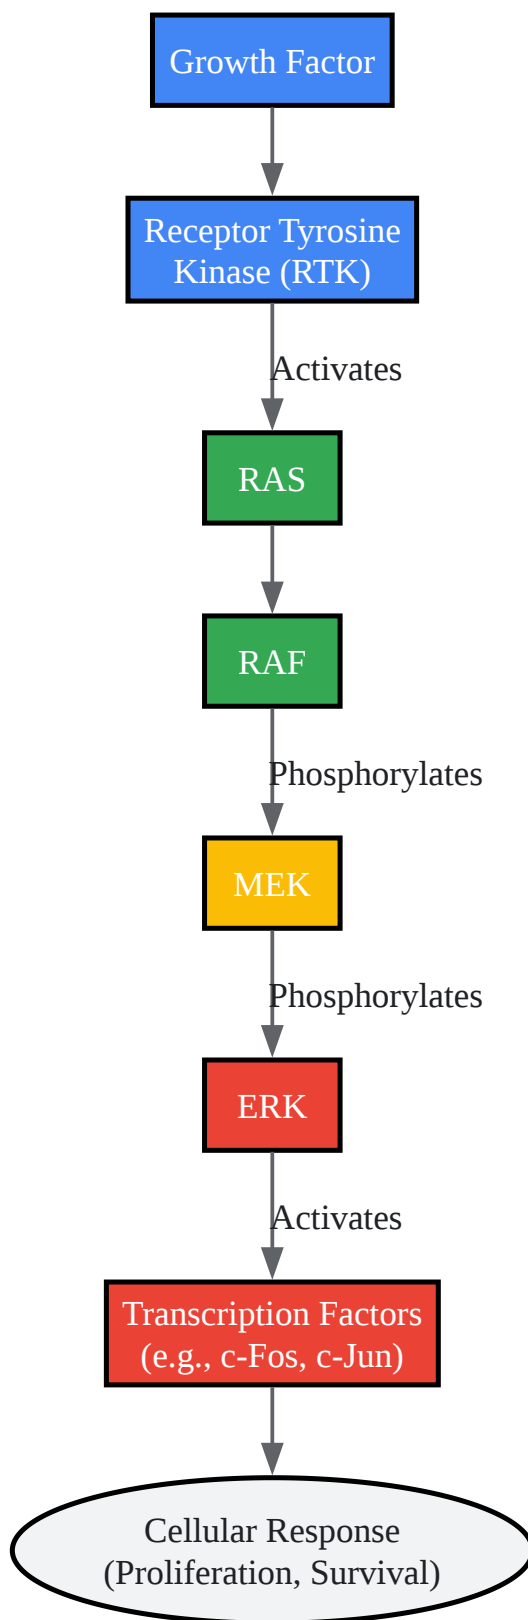 Growth Factor
Receptor Tyrosine
Kinase (RTK)
Activates
RAS
RAF
Phosphorylates
MEK
Phosphorylates
ERK
Activates
Transcription Factors
(e.g., c-Fos, c-Jun)
Cellular Response
(Proliferation, Survival)